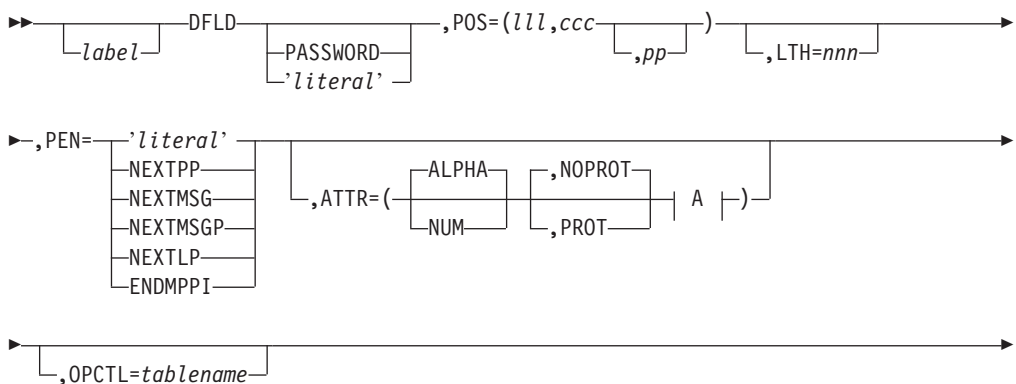 DFLD ,POS=(lll,ccc )
label PASSWORD ,pp ,LTH=nnn
'literal'
,PEN= 'literal'
NEXTPP ALPHA ,NOPROT
NEXTMSG ,ATTR=( A )
NEXTMSGP NUM ,PROT
NEXTLP
ENDMPPI
,OPCTL=tablename